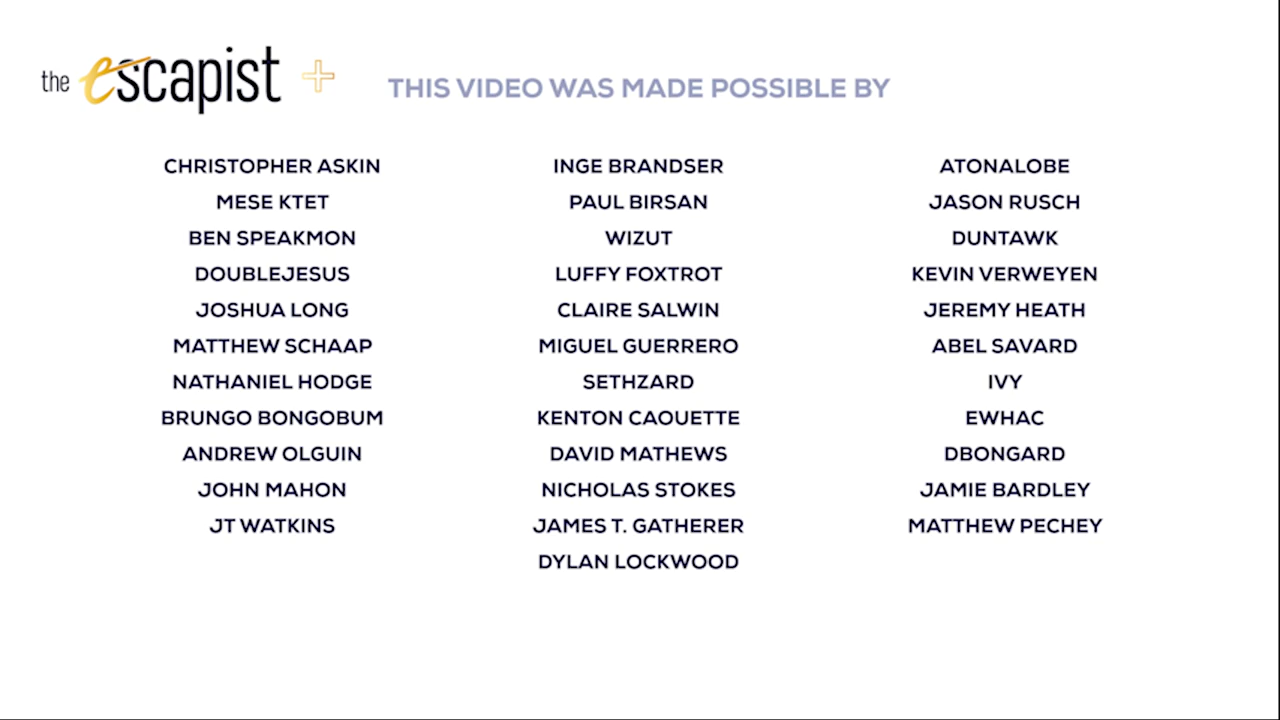 the escapist +
THIS VIDEO WAS MADE POSSIBLE BY
CHRISTOPHER ASKIN
MESE KTET
BEN SPEAKMON
DOUBLEJESUS
JOSHUA LONG
MATTHEW SCHAAP
NATHANIEL HODGE
BRUNGO BONGOBUM
ANDREW OLGUIN
JOHN MAHON
JT WATKINS
INGE BRANDSER
PAUL BIRSAN
WIZUT
LUFFY FOXTROT
CLAIRE SALWIN
MIGUEL GUERRERO
SETHZARD
KENTON CAOUETTE
DAVID MATHEWS
NICHOLAS STOKES
JAMES T. GATHERER
DYLAN LOCKWOOD
ATONALOBE
JASON RUSCH
DUNTAWK
KEVIN VERWEYEN
JEREMY HEATH
ABEL SAVARD
IVY
EWHAC
DBONGARD
JAMIE BARDLEY
MATTHEW PECHEY